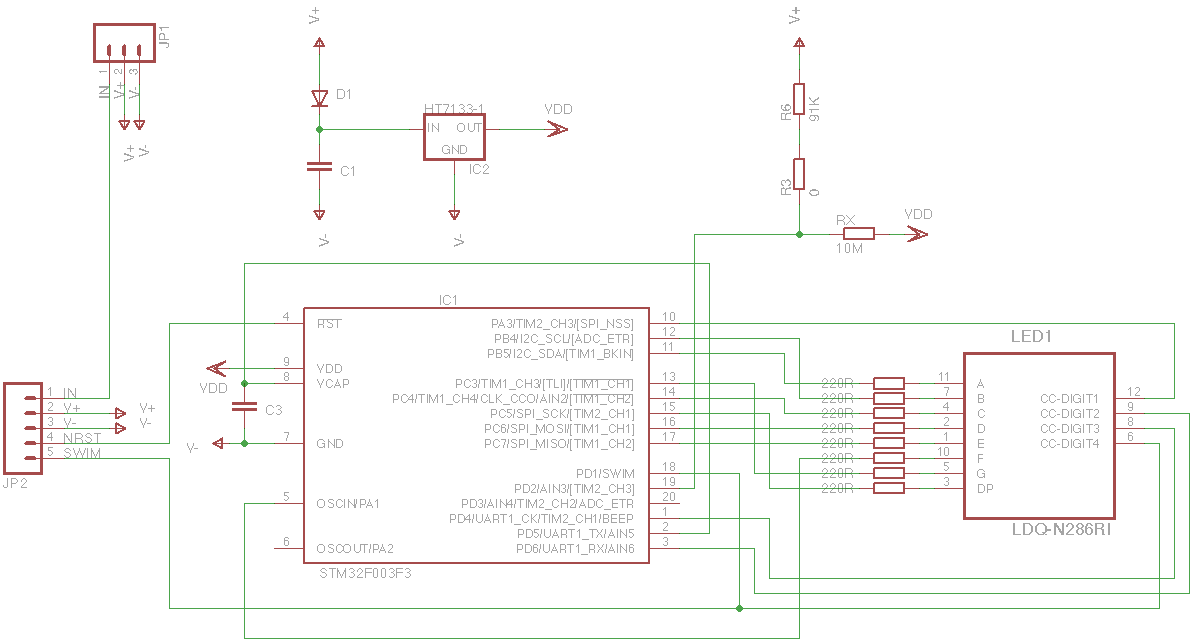 JP1
1 2 3
IN V+ V-
V+ V-
V+
D1
C1
V-
HT7133-1
IN OUT
GND
IC2
VDD
V-
V+
R6
91K
R3
0
RX
10M
VDD
IC1
4 RST
9 VDD
8 VCAP
VDD
C3
7 GND
V-
5 OSCIN/PA1
6 OSCOUT/PA2
PA3/TIM2_CH3/[SPI_NSS] 10
PB4/I2C_SCL/[ADC_ETR] 12
PB5/I2C_SDA/[TIM1_BKIN] 11
PC3/TIM1_CH3/[TLI]/[TIM1_CH1] 13
PC4/TIM1_CH4/CLK_CCO/AIN2/[TIM1_CH2] 14
PC5/SPI_SCK/[TIM2_CH1] 15
PC6/SPI_MOSI/[TIM1_CH1] 16
PC7/SPI_MISO/[TIM1_CH2] 17
PD1/SWIM 18
PD2/AIN3/[TIM2_CH3] 19
PD3/AIN4/TIM2_CH2/ADC_ETR 20
PD4/UART1_CK/TIM2_CH1/BEEP 1
PD5/UART1_TX/AIN5 2
PD6/UART1_RX/AIN6 3
STM32F003F3
1 IN
2 V+
3 V-
4 NRST
5 SWIM
V+
V-
JP2
220R
220R
220R
220R
220R
220R
220R
220R
LED1
11 A
7 B
4 C
2 D
1 E
10 F
5 G
3 DP
CC-DIGIT1 12
CC-DIGIT2 9
CC-DIGIT3 8
CC-DIGIT4 6
LDQ-N286RI